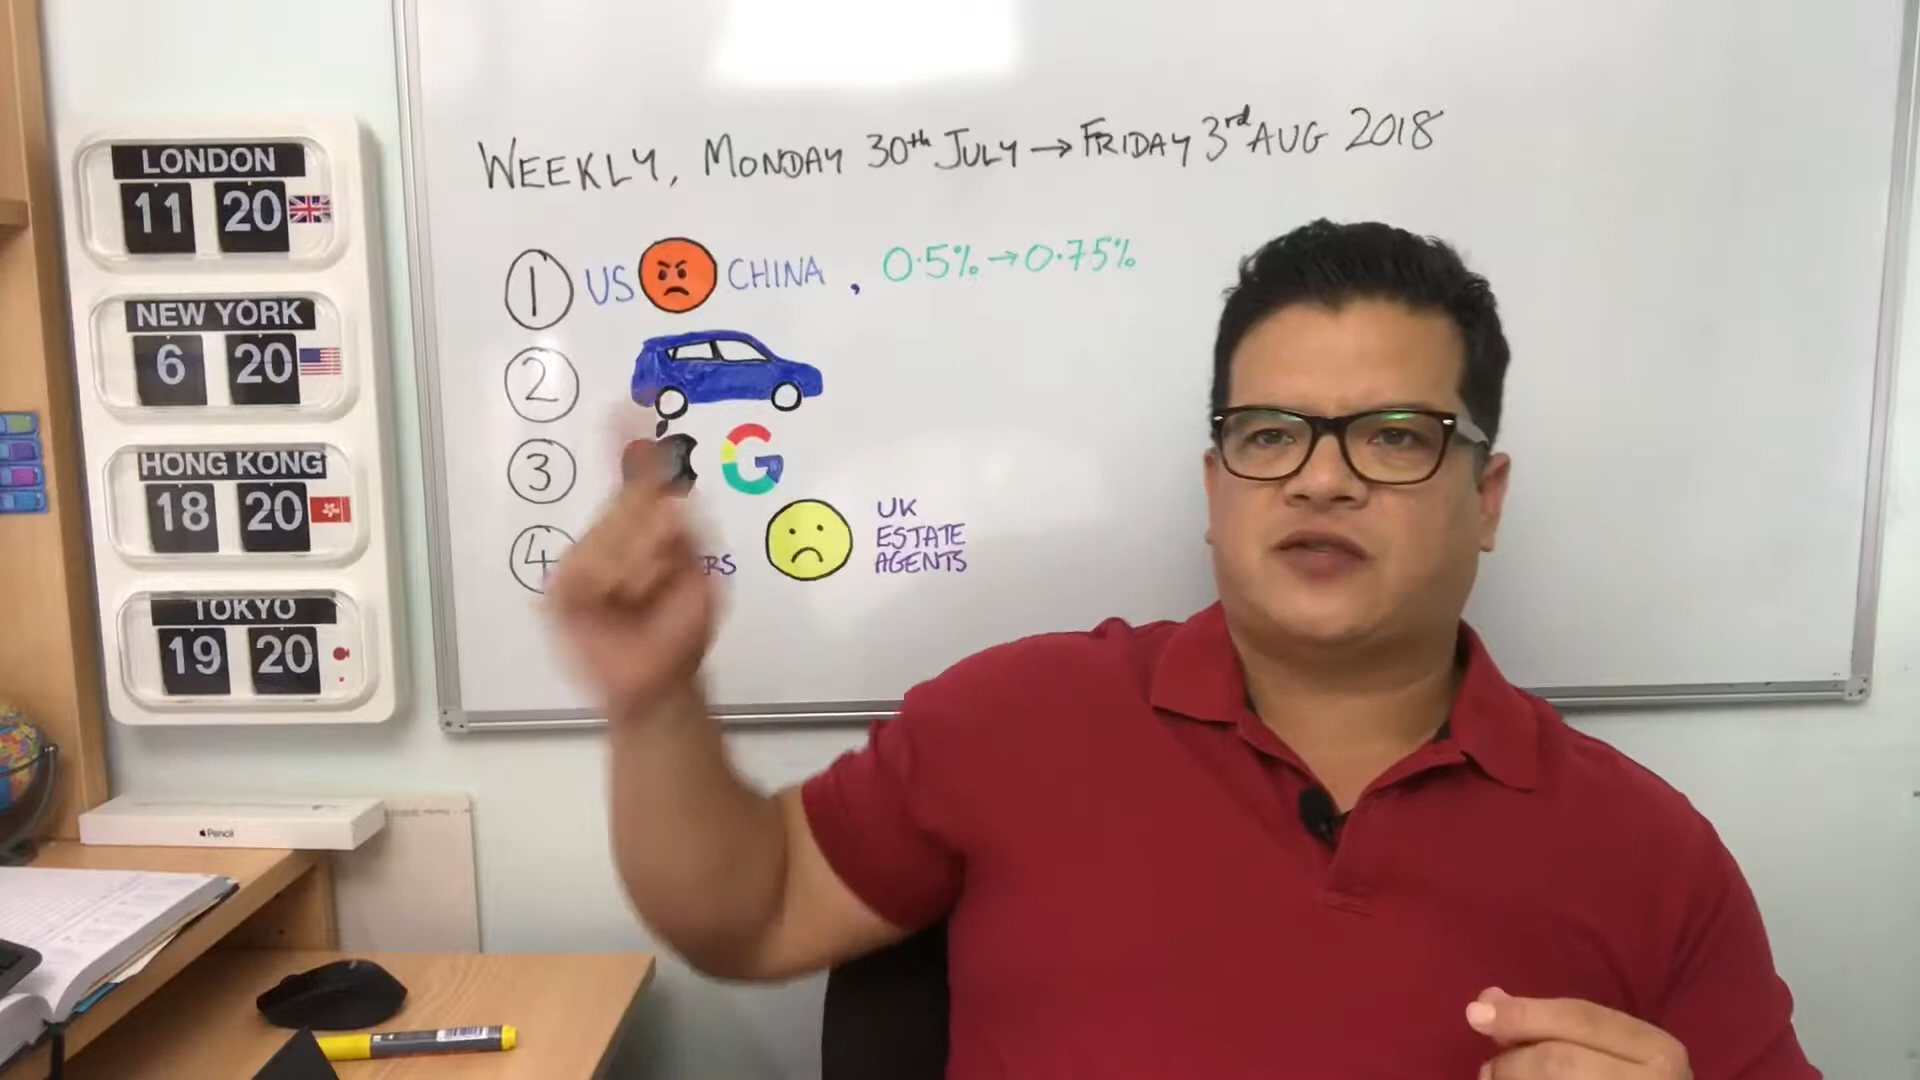 WEEKLY, MONDAY 30th JULY → FRIDAY 3rd AUG 2018
1 US CHINA, 0.5% → 0.75%
2
3 G
4
UK
ESTATE
AGENTS
LONDON
11 20
NEW YORK
6 20
HONG KONG
18 20
TOKYO
19 20
Pencil